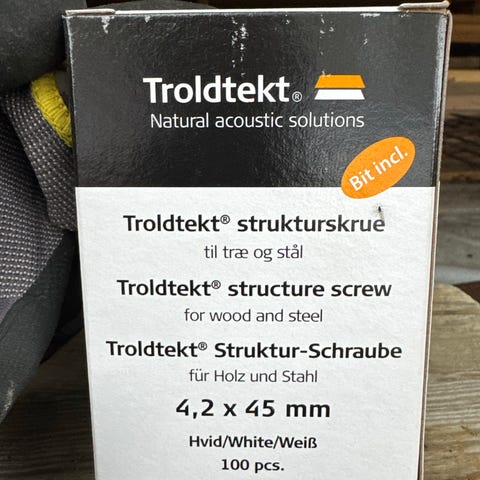 Troldtekt®
Natural acoustic solutions
Bit incl.
Troldtekt® strukturskrue
til træ og stål
Troldtekt® structure screw
for wood and steel
Troldtekt® Struktur-Schraube
für Holz und Stahl
4,2 x 45 mm
Hvid/White/Weiß
100 pcs.